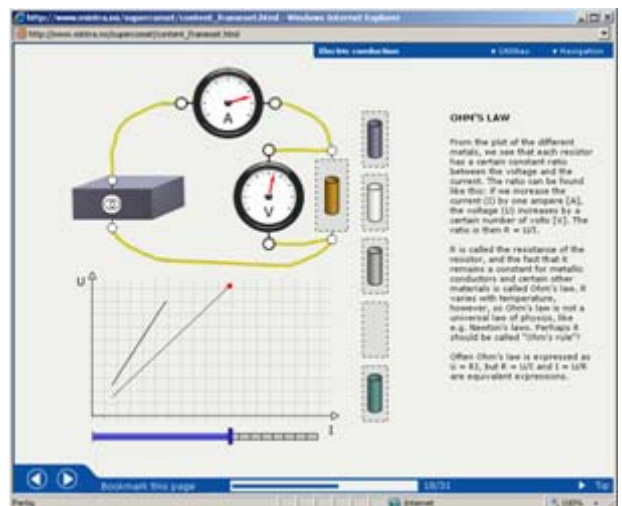 http://www.simtra.no/supercomet/content_frameset.html - Windows Internet Explorer
http://www.simtra.no/supercomet/content_frameset.html
Electric conduction
Utilities
Navigation
A
V
U
I
OHM'S LAW
From the plot of the different
metals, we see that each resistor
has a certain constant ratio
between the voltage and the
current. The ratio can be found
like this: if we increase the
current (I) by one ampere [A],
the voltage (U) increases by a
certain number of volts [V]. The
ratio is then R = U/I.
R is called the resistance of the
resistor, and the fact that it
remains a constant for metallic
conductors and certain other
materials is called Ohm's law. R
varies with temperature,
however, so Ohm's law is not a
universal law of physics, like
e.g. Newton's laws. Perhaps it
should be called "Ohm's rule"?
Often Ohm's law is expressed as
U = RI, but R = U/I and I = U/R
are equivalent expressions.
Bookmark this page
18/31
Tip
Ferdig
Internet
100%